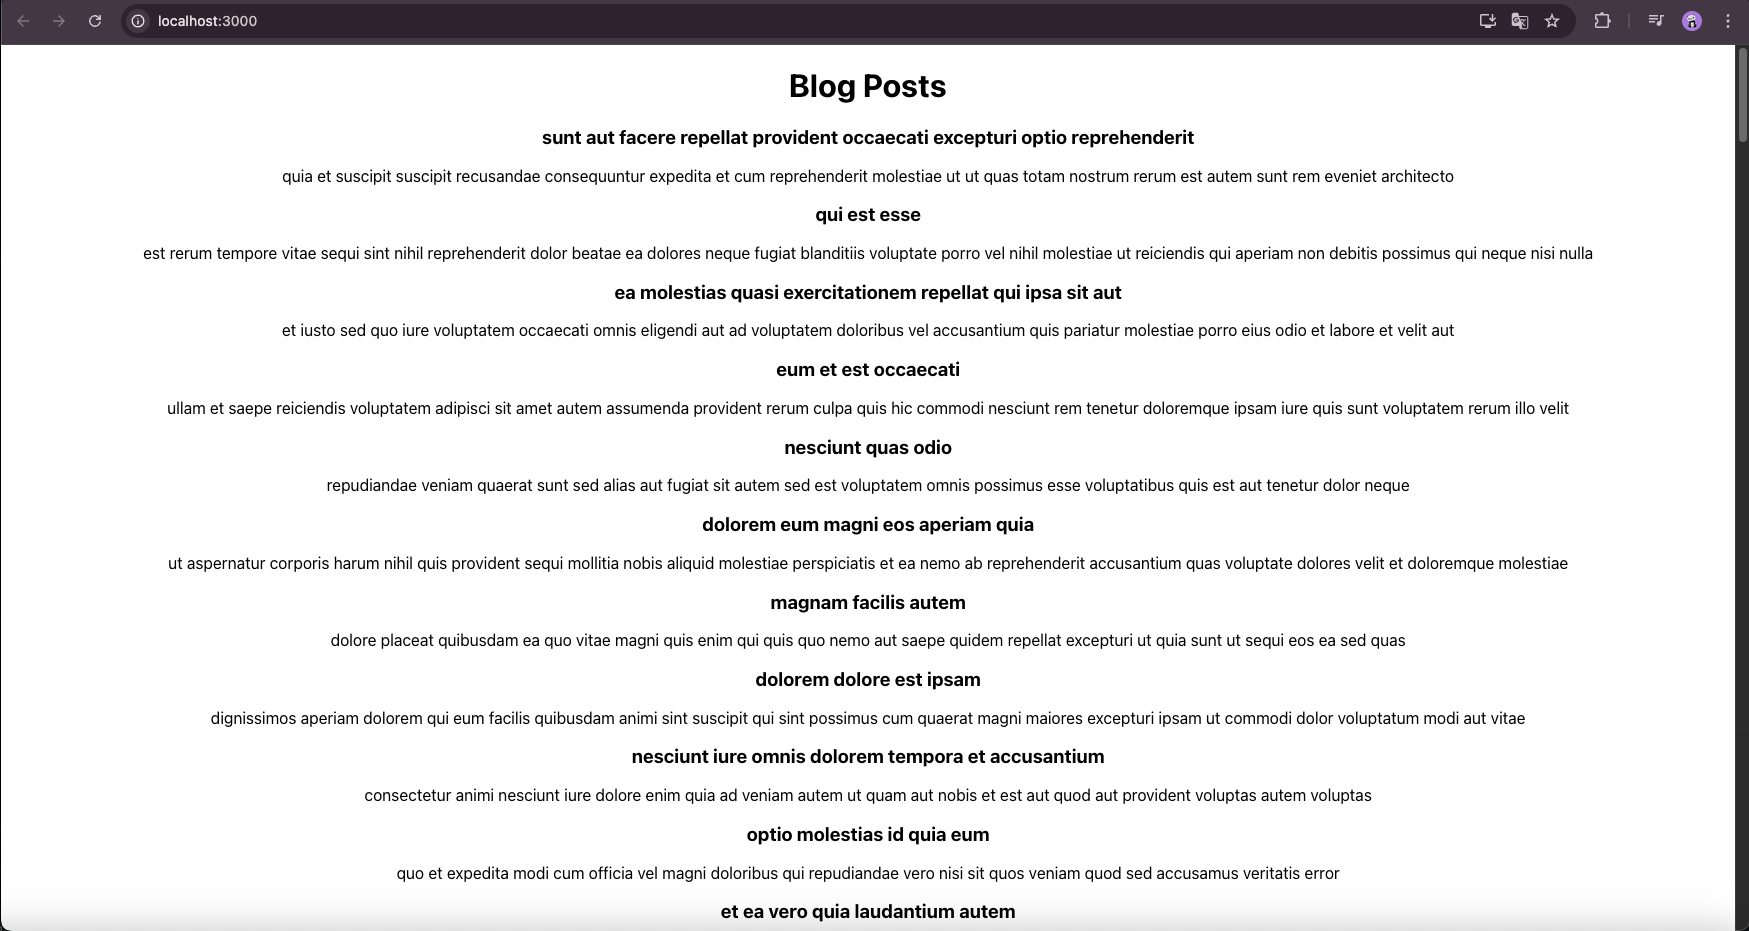 localhost:3000
Blog Posts
sunt aut facere repellat provident occaecati excepturi optio reprehenderit
quia et suscipit suscipit recusandae consequuntur expedita et cum reprehenderit molestiae ut ut quas totam nostrum rerum est autem sunt rem eveniet architecto
qui est esse
est rerum tempore vitae sequi sint nihil reprehenderit dolor beatae ea dolores neque fugiat blanditiis voluptate porro vel nihil molestiae ut reiciendis qui aperiam non debitis possimus qui neque nisi nulla
ea molestias quasi exercitationem repellat qui ipsa sit aut
et iusto sed quo iure voluptatem occaecati omnis eligendi aut ad voluptatem doloribus vel accusantium quis pariatur molestiae porro eius odio et labore et velit aut
eum et est occaecati
ullam et saepe reiciendis voluptatem adipisci sit amet autem assumenda provident rerum culpa quis hic commodi nesciunt rem tenetur doloremque ipsam iure quis sunt voluptatem rerum illo velit
nesciunt quas odio
repudiandae veniam quaerat sunt sed alias aut fugiat sit autem sed est voluptatem omnis possimus esse voluptatibus quis est aut tenetur dolor neque
dolorem eum magni eos aperiam quia
ut aspernatur corporis harum nihil quis provident sequi mollitia nobis aliquid molestiae perspiciatis et ea nemo ab reprehenderit accusantium quas voluptate dolores velit et doloremque molestiae
magnam facilis autem
dolore placeat quibusdam ea quo vitae magni quis enim qui quis quo nemo aut saepe quidem repellat excepturi ut quia sunt ut sequi eos ea sed quas
dolorem dolore est ipsam
dignissimos aperiam dolorem qui eum facilis quibusdam animi sint suscipit qui sint possimus cum quaerat magni maiores excepturi ipsam ut commodi dolor voluptatum modi aut vitae
nesciunt iure omnis dolorem tempora et accusantium
consectetur animi nesciunt iure dolore enim quia ad veniam autem ut quam aut nobis et est aut quod aut provident voluptas autem voluptas
optio molestias id quia eum
quo et expedita modi cum officia vel magni doloribus qui repudiandae vero nisi sit quos veniam quod sed accusamus veritatis error
et ea vero quia laudantium autem